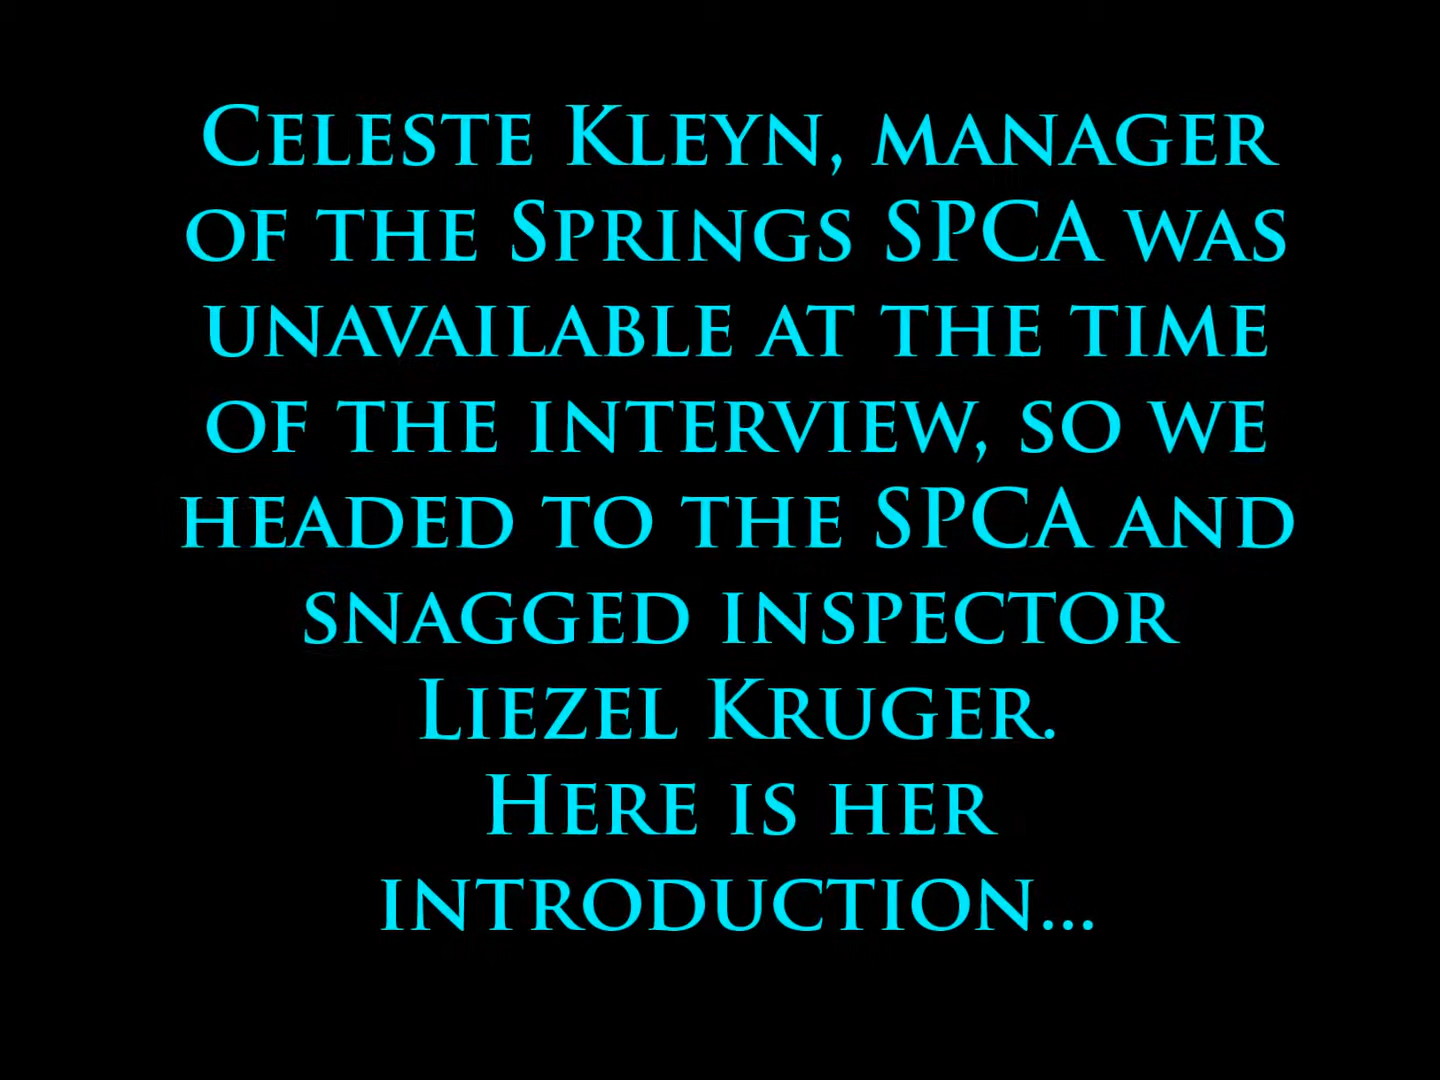 Celeste Kleyn, manager
of the Springs SPCA was
unavailable at the time
of the interview, so we
headed to the SPCA and
snagged inspector
Liezel Kruger.
Here is her
introduction...